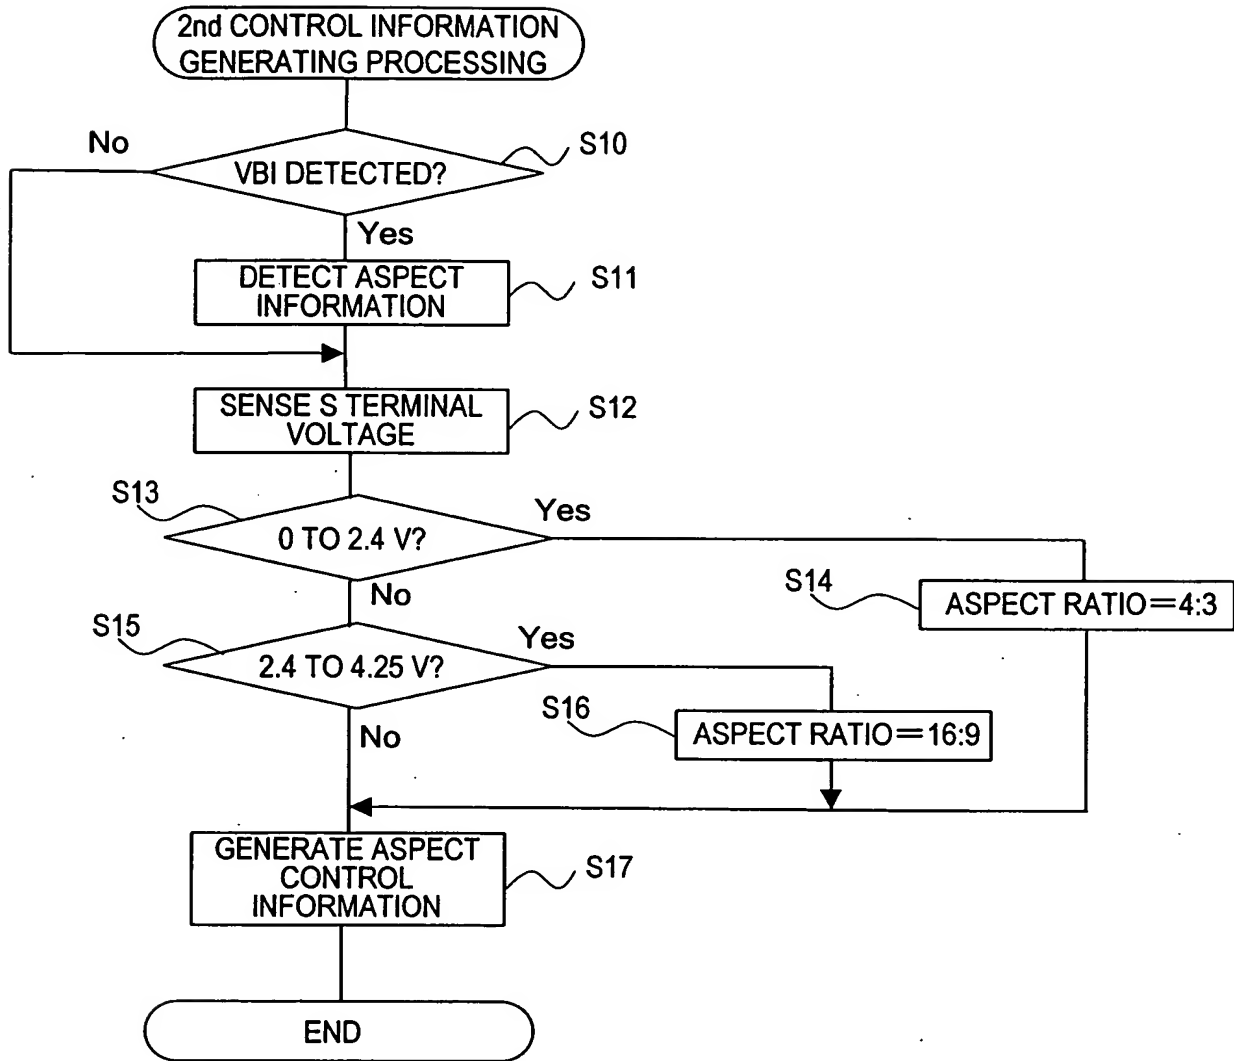 2nd CONTROL INFORMATION
GENERATING PROCESSING
No
S10
VBI DETECTED?
Yes
DETECT ASPECT
INFORMATION
S11
SENSE S TERMINAL
VOLTAGE
S12
S13
Yes
0 TO 2.4 V?
No
S14
ASPECT RATIO=4:3
S15
Yes
2.4 TO 4.25 V?
S16
No
ASPECT RATIO=16:9
GENERATE ASPECT
CONTROL
INFORMATION
S17
END